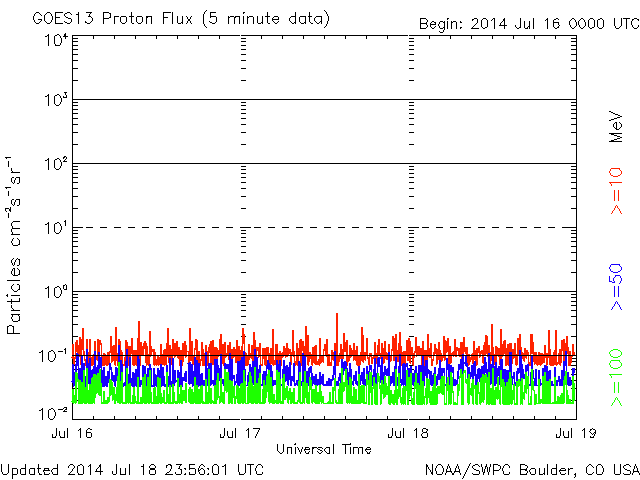 GOES13 Proton Flux (5 minute data)
Begin: 2014 Jul 16 0000 UTC
Particles cm⁻²s⁻¹sr⁻¹
10⁴
10³
10²
10¹
10⁰
10⁻¹
10⁻²
Jul 16
Jul 17
Jul 18
Jul 19
Universal Time
MeV
>=10
>=50
>=100
Updated 2014 Jul 18 23:56:01 UTC
NOAA/SWPC Boulder, CO USA